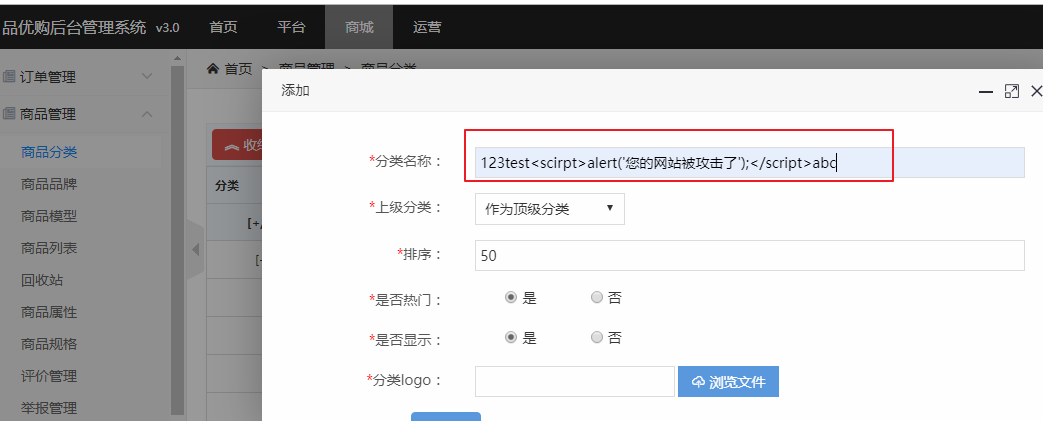 品优购后台管理系统 v3.0 首页 平台 商城 运营
订单管理
商品管理
商品分类
商品品牌
商品模型
商品列表
回收站
商品属性
商品规格
评价管理
举报管理
首页 > 商品管理 > 商品分类
分类
添加
*分类名称： 123test<scirpt>alert('您的网站被攻击了');</script>abc
*上级分类： 作为顶级分类
*排序： 50
*是否热门： 是 否
*是否显示： 是 否
*分类logo： 浏览文件